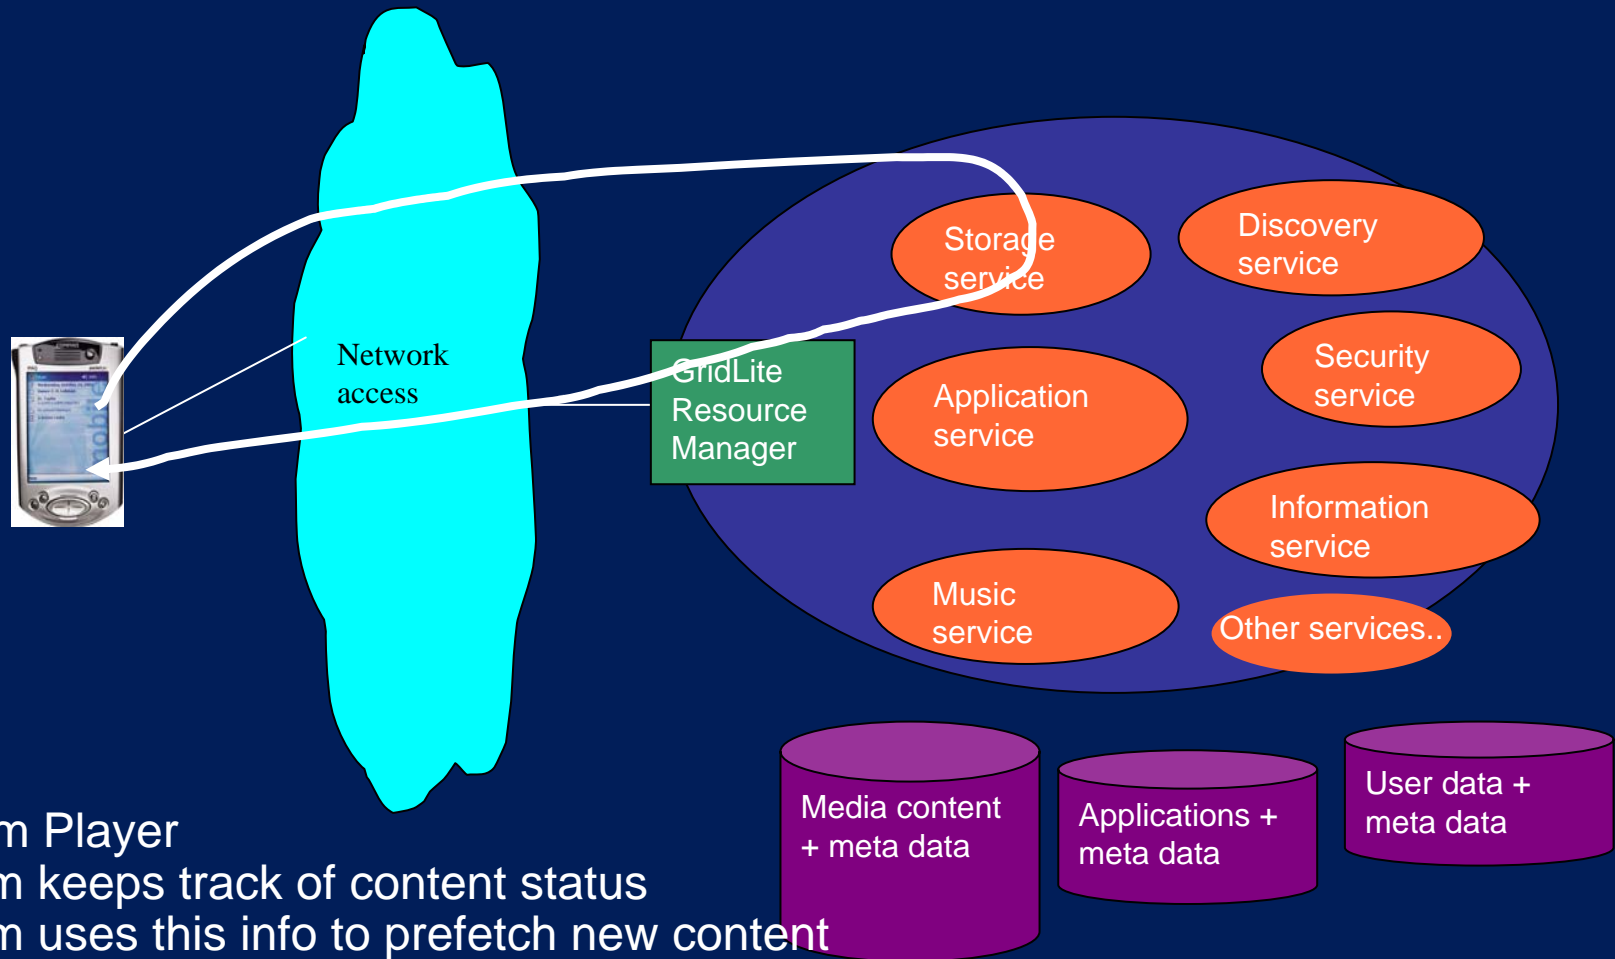 Storage
service
Discovery
service
Network
access
GridLite
Resource
Manager
Application
service
Security
service
Information
service
Music
service
Other services..
Media content
+ meta data
Applications +
meta data
User data +
meta data
m Player
m keeps track of content status
m uses this info to prefetch new content